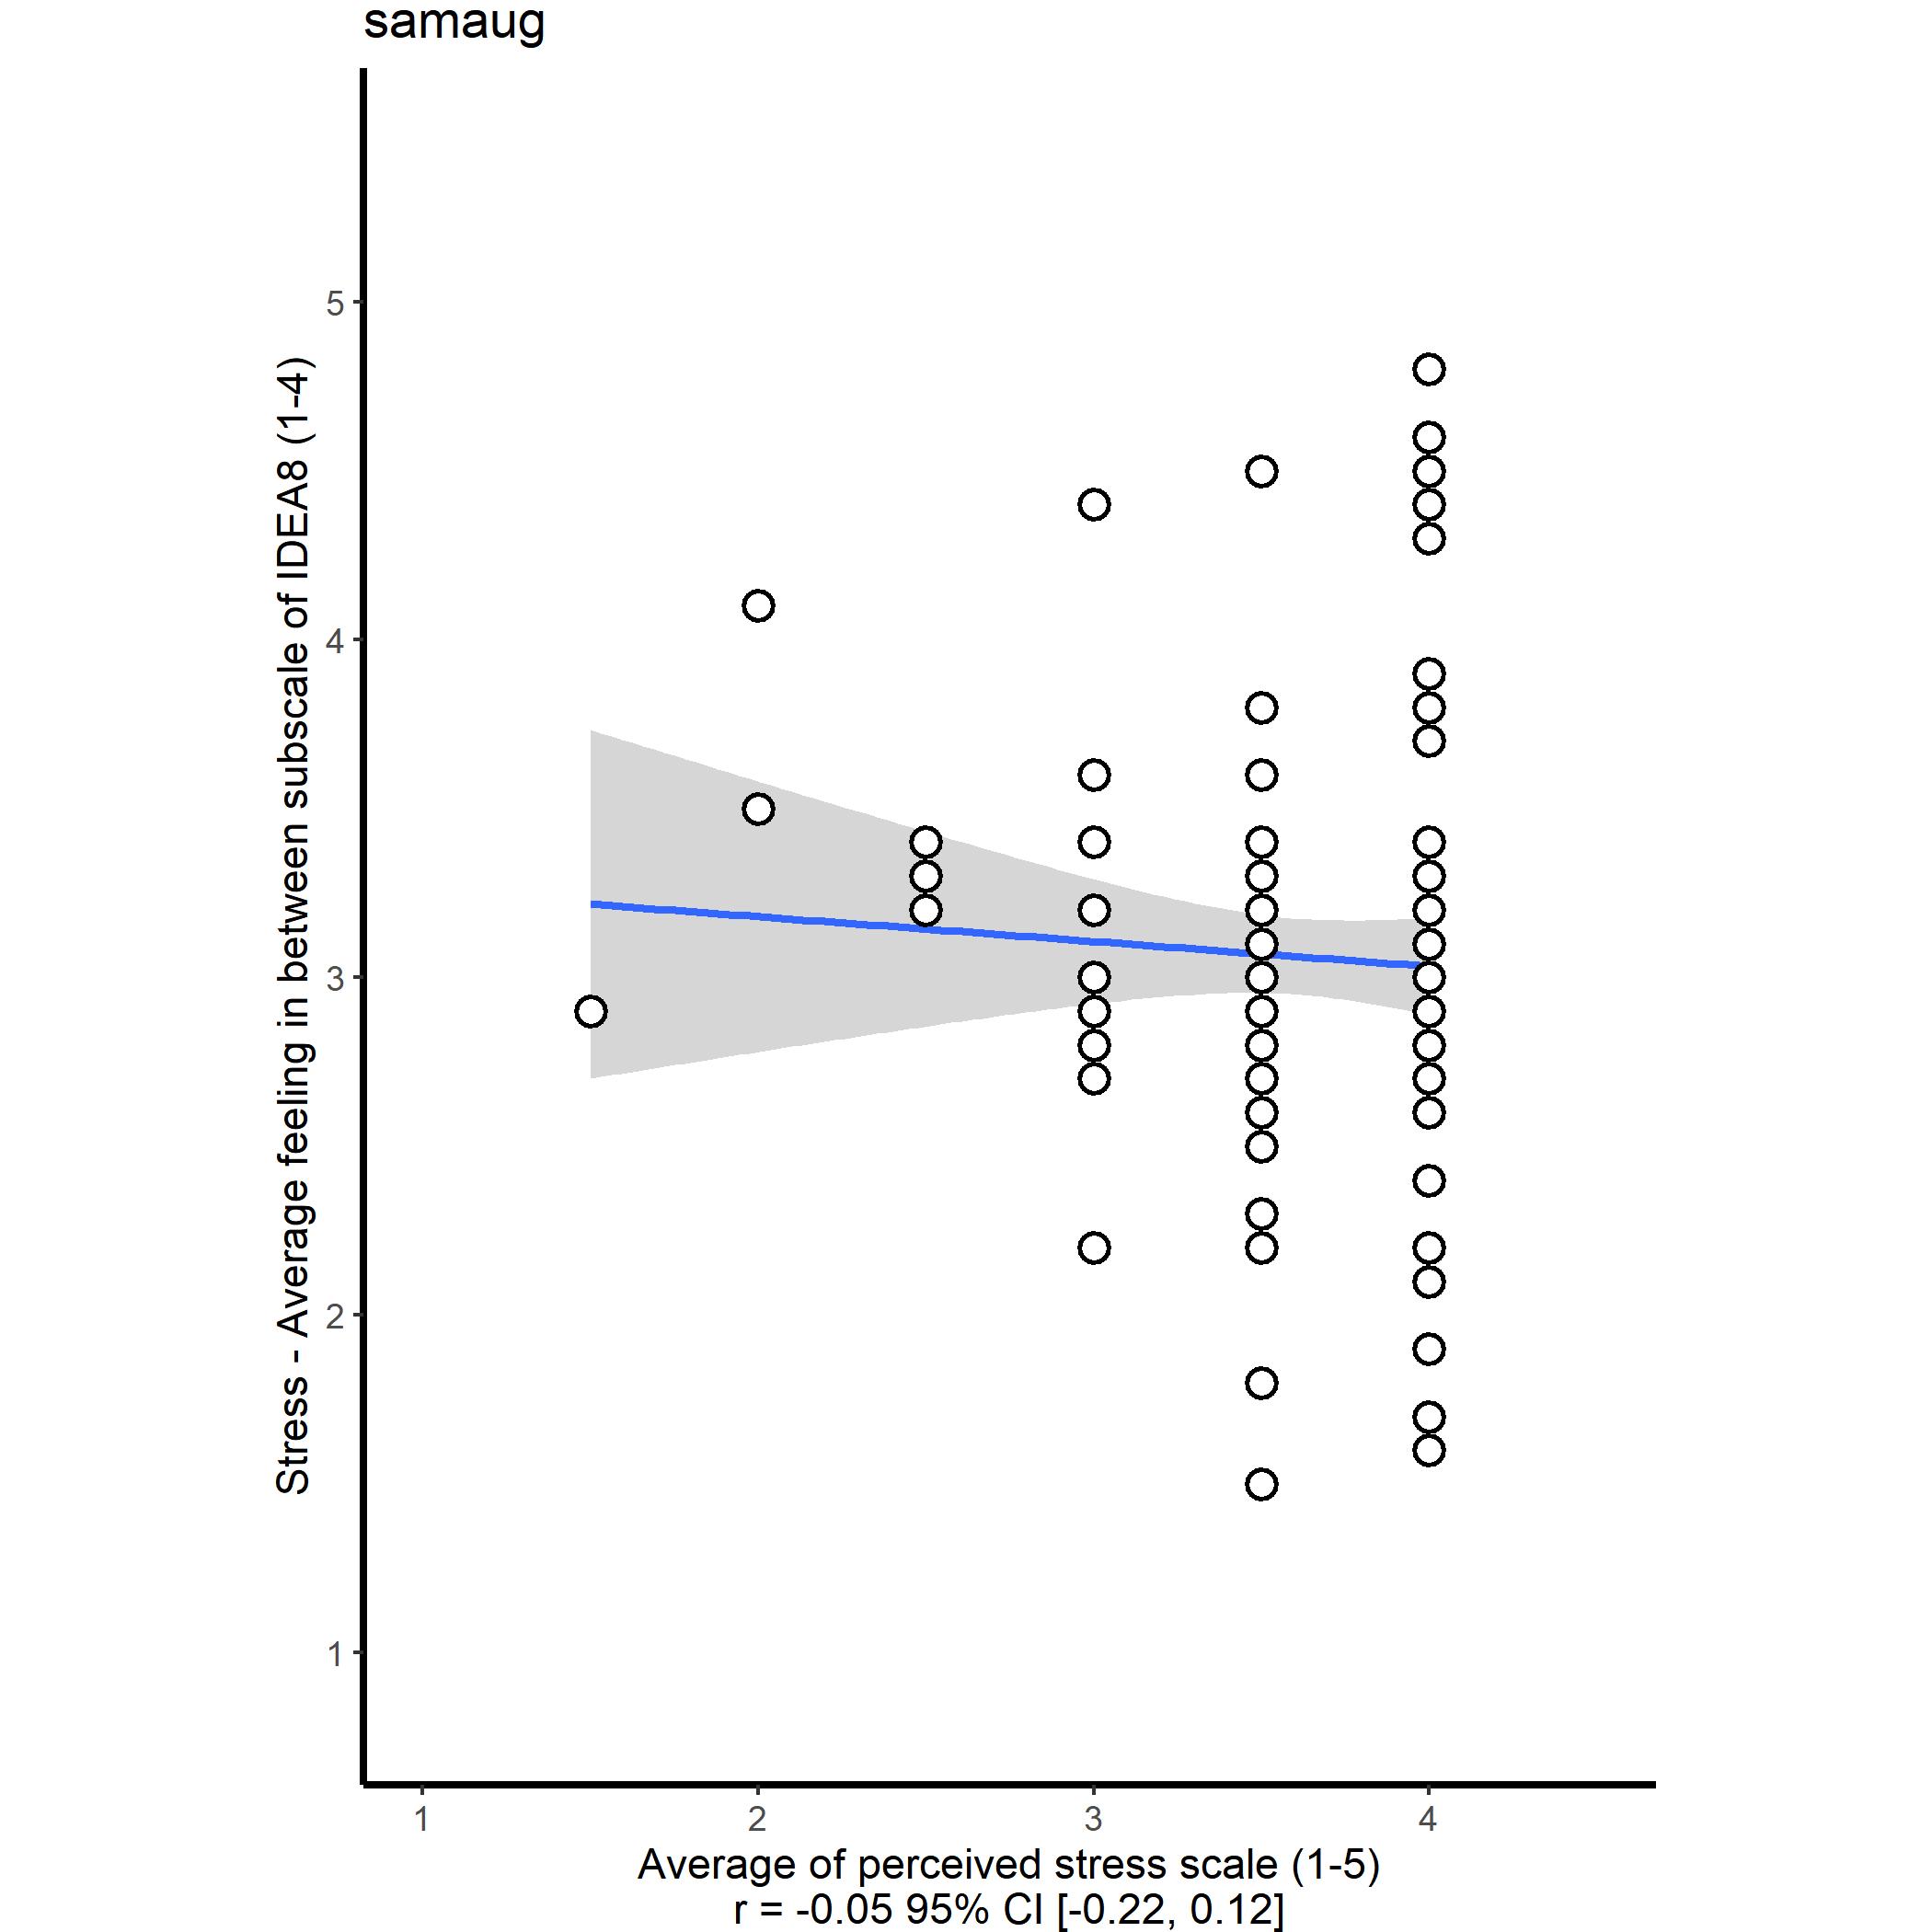 samaug
Stress - Average feeling in between subscale of IDEA8 (1-4)
5
4
3
2
1
1
2
3
4
Average of perceived stress scale (1-5)
r = -0.05 95% CI [-0.22, 0.12]